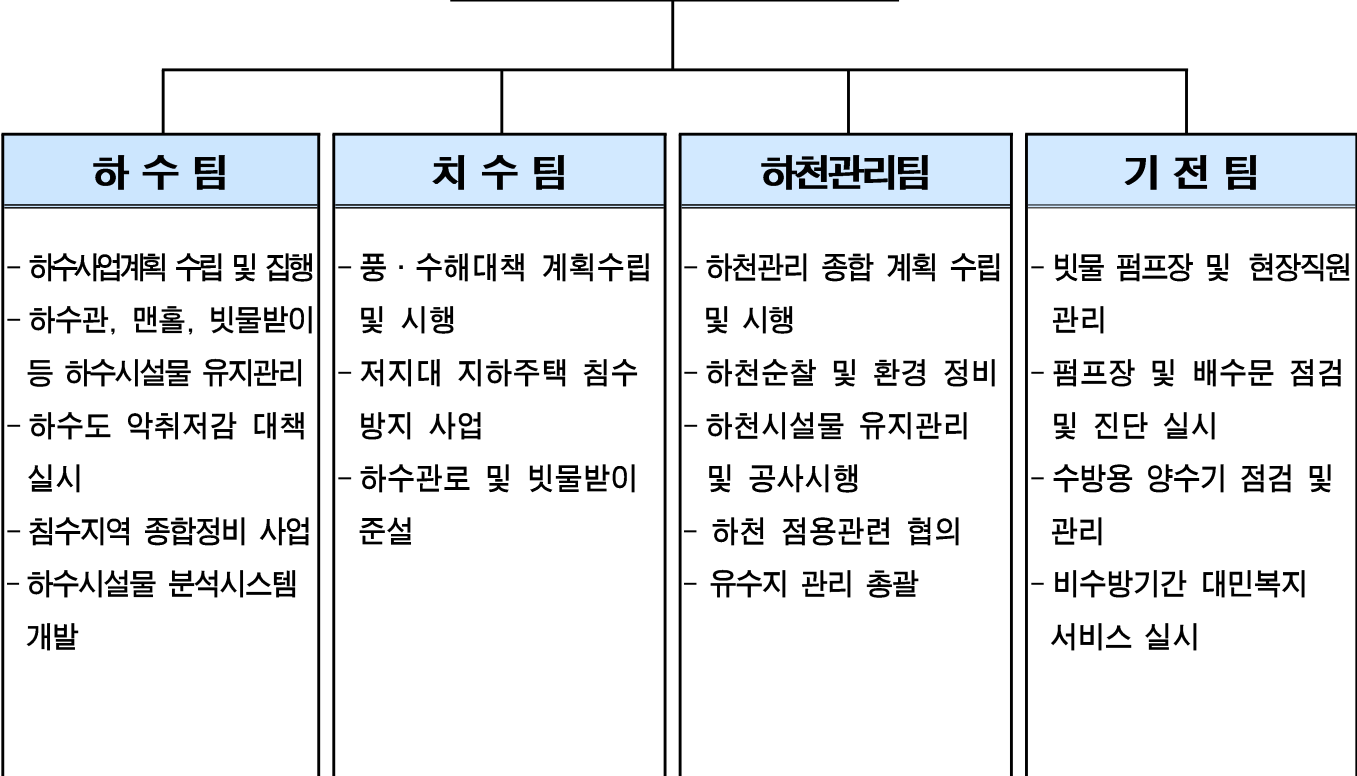 하 수 팀
- 하수사업계획 수립 및 집행
- 하수관, 맨홀, 빗물받이
등 하수시설물 유지관리
- 하수도 악취저감 대책
실시
- 침수지역 종합정비 사업
- 하수시설물 분석시스템
개발
치 수 팀
- 풍 · 수해대책 계획수립
및 시행
- 저지대 지하주택 침수
방지 사업
- 하수관로 및 빗물받이
준설
하천관리팀
- 하천관리 종합 계획 수립
및 시행
- 하천순찰 및 환경 정비
- 하천시설물 유지관리
및 공사시행
- 하천 점용관련 협의
- 유수지 관리 총괄
기 전 팀
- 빗물 펌프장 및 현장직원
관리
- 펌프장 및 배수문 점검
및 진단 실시
- 수방용 양수기 점검 및
관리
- 비수방기간 대민복지
서비스 실시